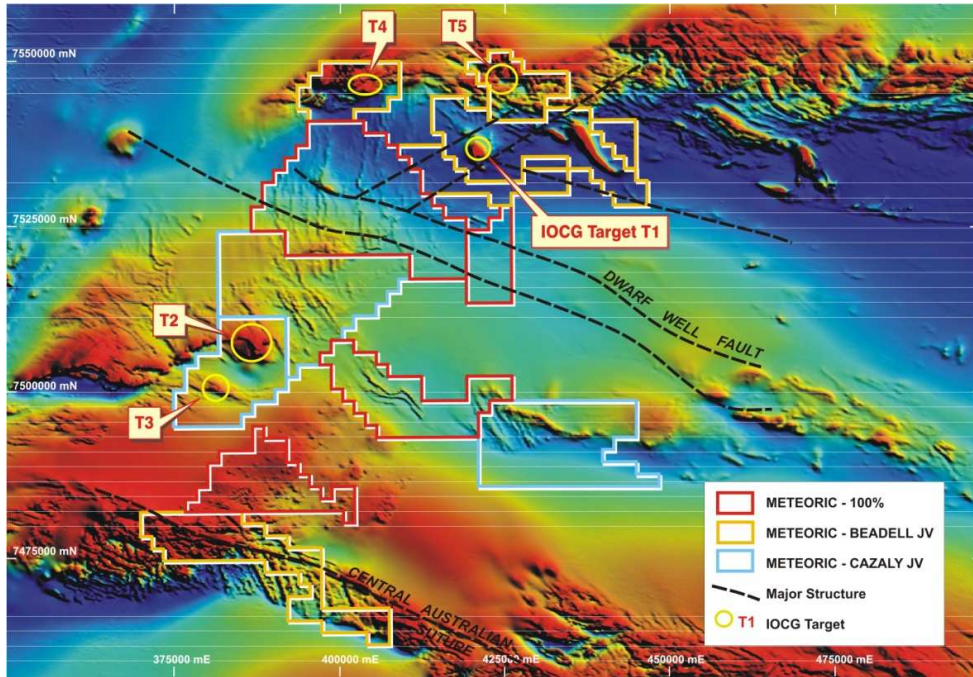 T4
T5
7550000 mN
IOCG Target T1
7525000 mN
DWARF WELL FAULT
T2
7500000 mN
T3
METEORIC - 100%
METEORIC - BEADELL JV
METEORIC - CAZALY JV
Major Structure
T1 IOCG Target
7475000 mN
CENTRAL AUSTRALIAN
SUTURE
375000 mE
400000 mE
425000 mE
450000 mE
475000 mE